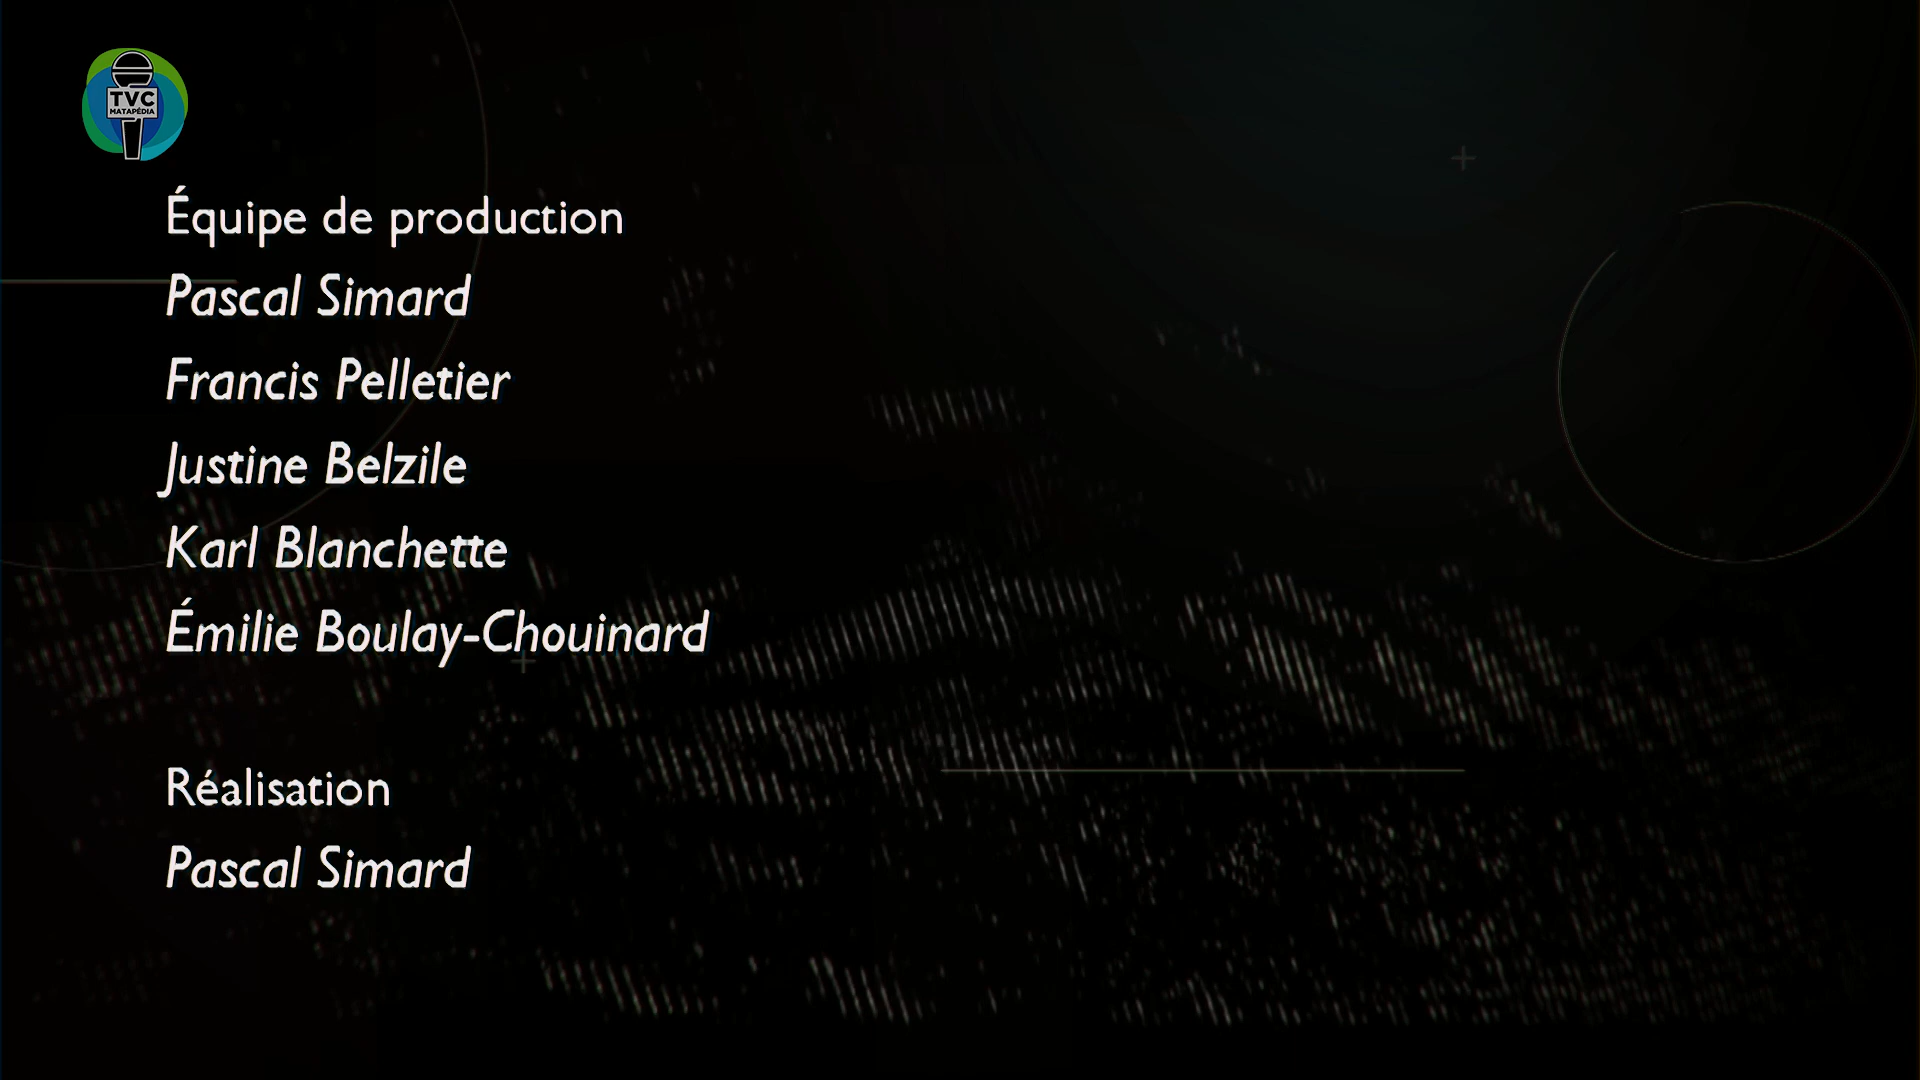 TVC
MATAPÉDIA
Équipe de production
Pascal Simard
Francis Pelletier
Justine Belzile
Karl Blanchette
Émilie Boulay-Chouinard
Réalisation
Pascal Simard